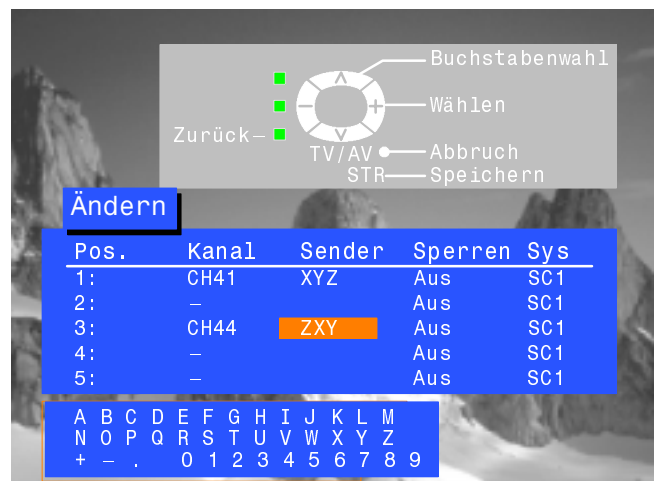 Buchstabenwahl
Wählen
Zurück
TV/AV Abbruch
STR Speichern
Ändern
Pos. Kanal Sender Sperren Sys
1: CH41 XYZ Aus SC1
2: – Aus SC1
3: CH44 ZXY Aus SC1
4: – Aus SC1
5: – Aus SC1
A B C D E F G H I J K L M
N O P Q R S T U V W X Y Z
+ – . 0 1 2 3 4 5 6 7 8 9